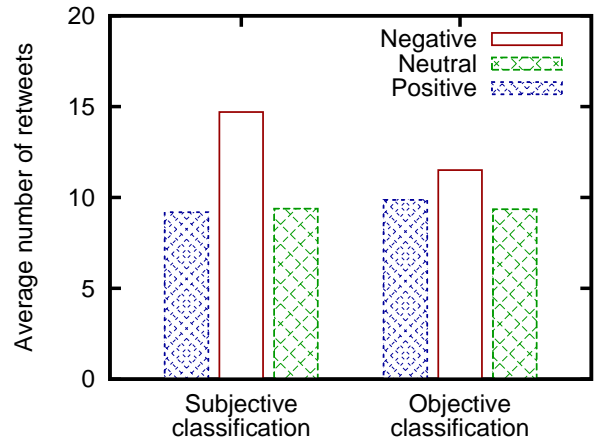 20
15
10
5
0
Average number of retweets
Negative
Neutral
Positive
Subjective
classification
Objective
classification